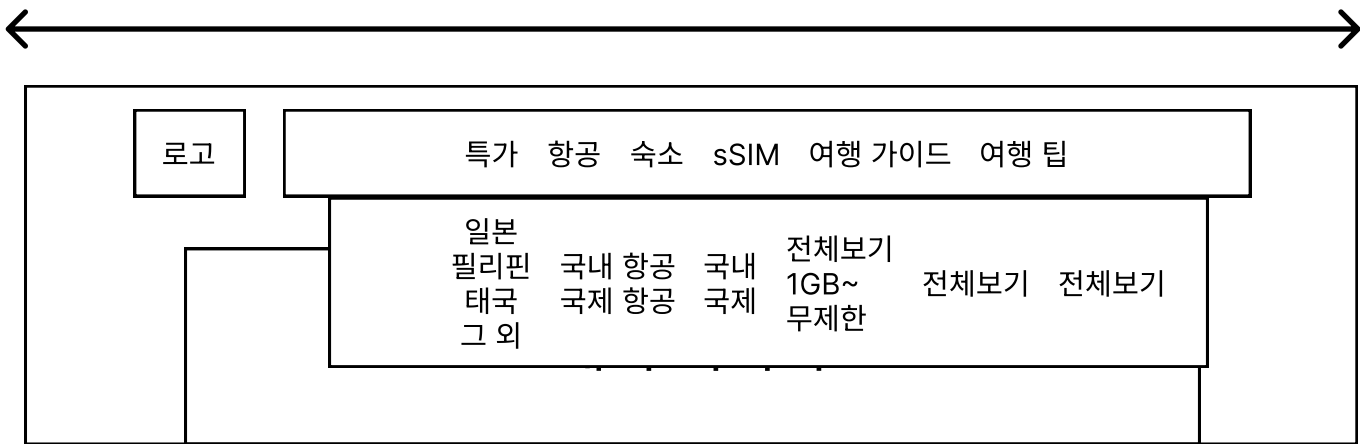 로고
특가 항공 숙소 sSIM 여행 가이드 여행 팁
일본
필리핀
태국
그 외
국내 항공
국제 항공
국내
국제
전체보기
1GB~
무제한
전체보기
전체보기